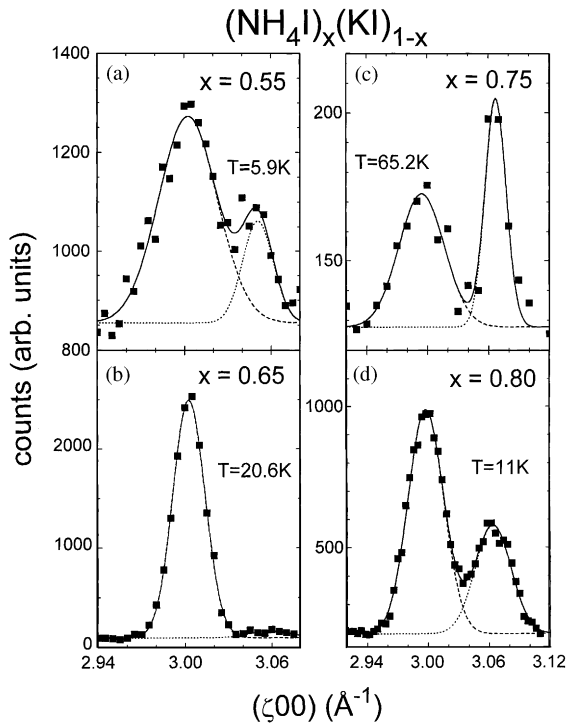 (NH₄I)ₓ(KI)₁₋ₓ
(a) x = 0.55
T=5.9K
1400
1200
1000
800
(c) x = 0.75
T=65.2K
200
150
(b) x = 0.65
T=20.6K
2000
1000
0
(d) x = 0.80
T=11K
1000
500
counts (arb. units)
2.94 3.00 3.06
2.94 3.00 3.06 3.12
(ζ00) (Å⁻¹)